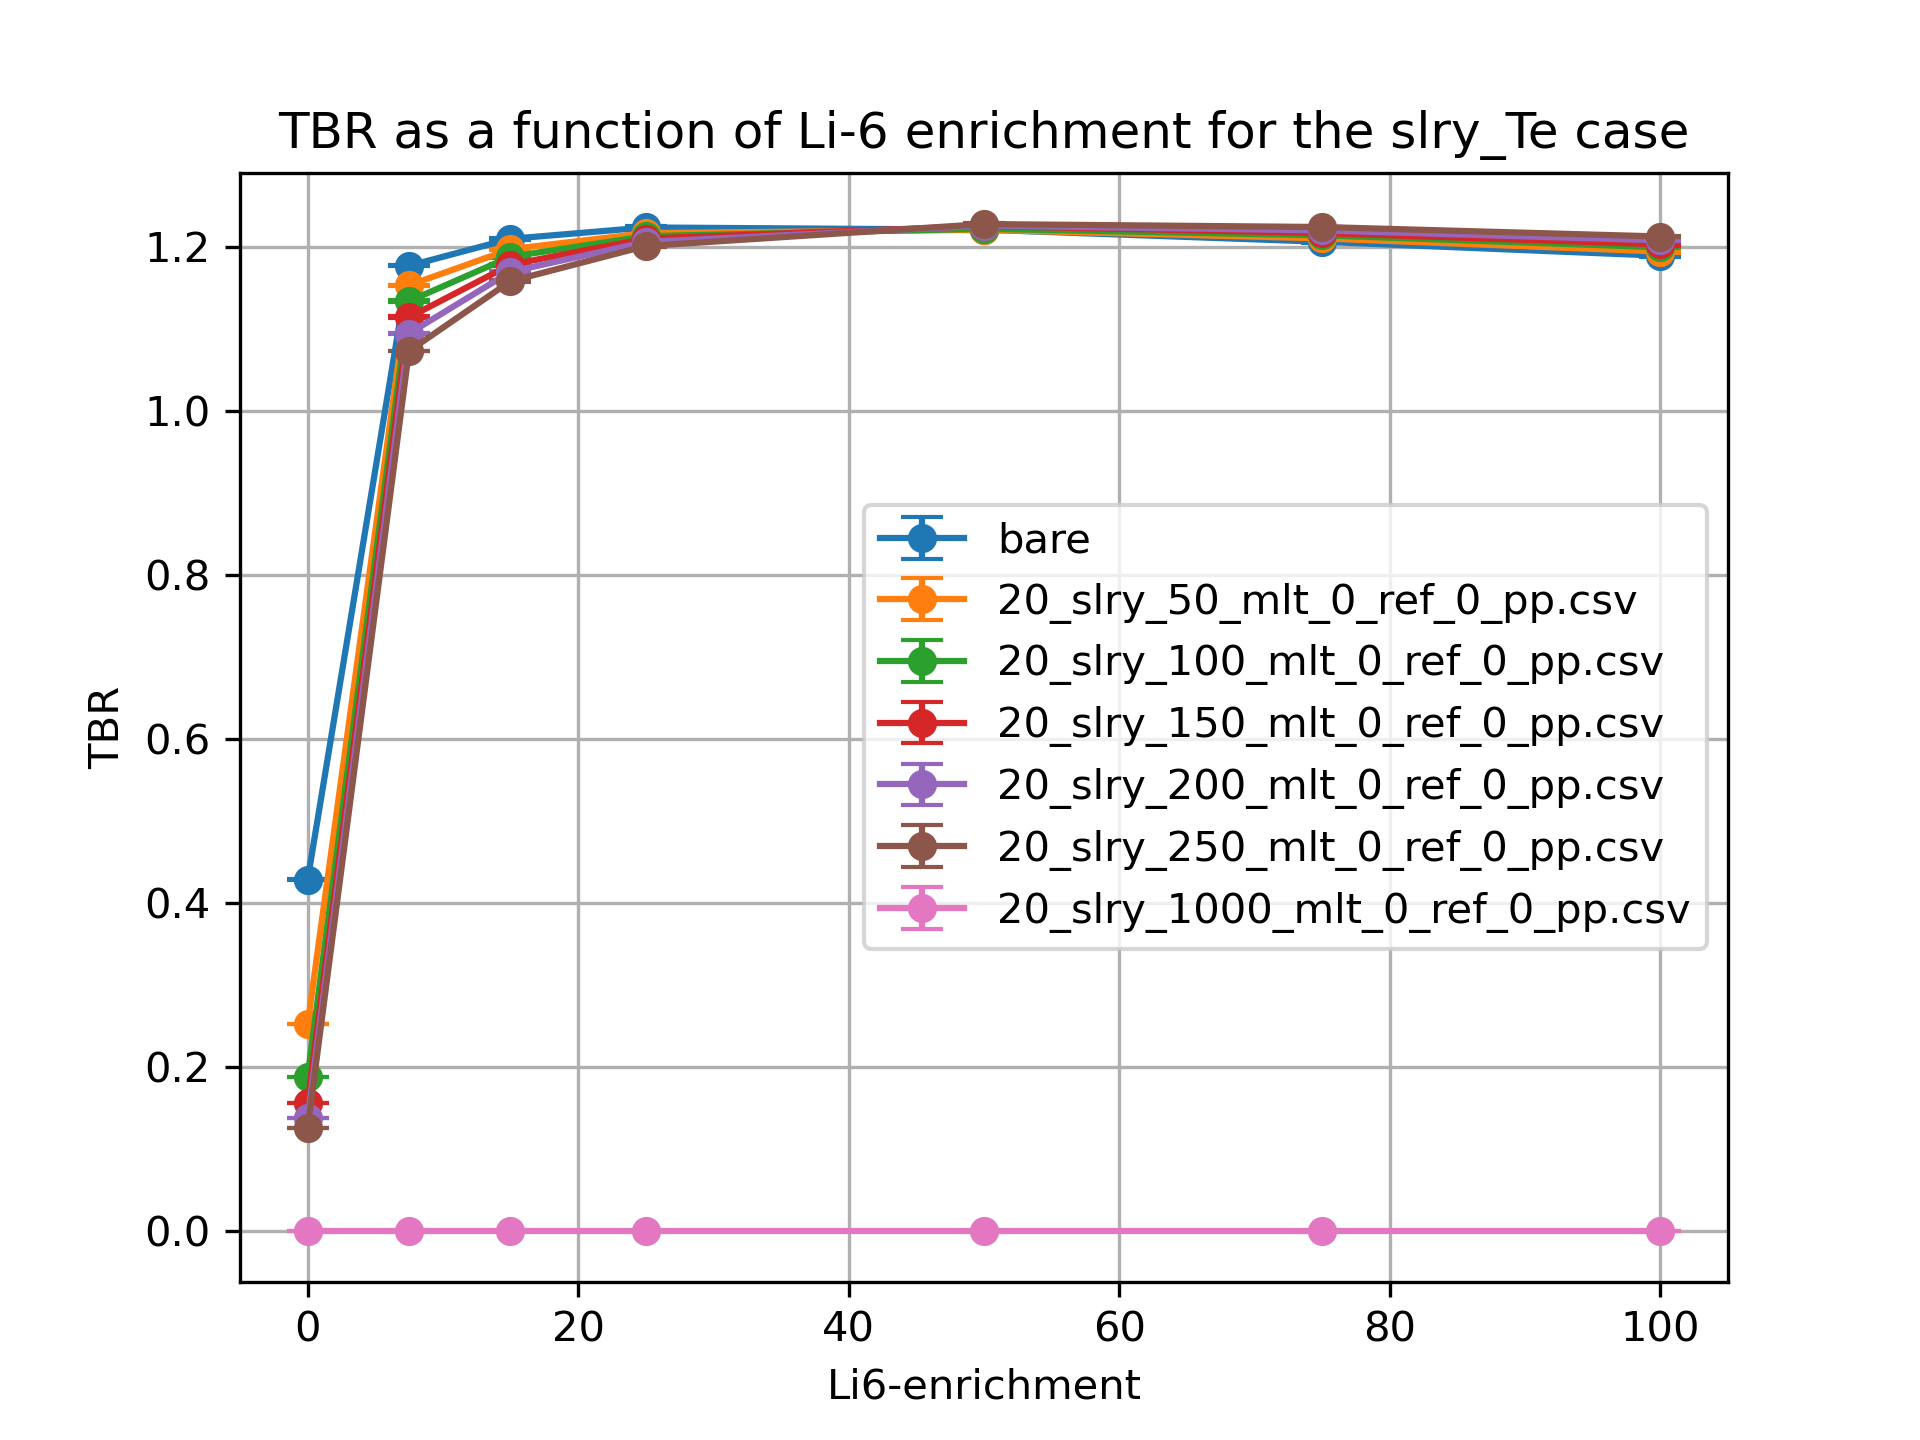 TBR as a function of Li-6 enrichment for the slry_Te case
TBR
1.2
1.0
0.8
0.6
0.4
0.2
0.0
bare
20_slry_50_mlt_0_ref_0_pp.csv
20_slry_100_mlt_0_ref_0_pp.csv
20_slry_150_mlt_0_ref_0_pp.csv
20_slry_200_mlt_0_ref_0_pp.csv
20_slry_250_mlt_0_ref_0_pp.csv
20_slry_1000_mlt_0_ref_0_pp.csv
0 20 40 60 80 100
Li6-enrichment